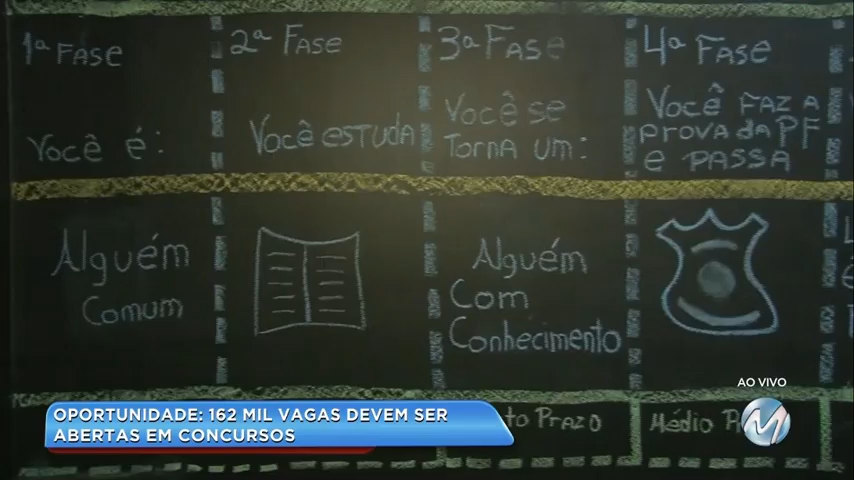 1ª Fase
Você é:
Alguém
Comum
2ª Fase
Você estuda
3ª Fase
Você se
Torna um:
Alguém
Com
Conhecimento
4ª Fase
Você faz a
prova da PF
e passa
Prazo
Médio
AO VIVO
M
OPORTUNIDADE: 162 MIL VAGAS DEVEM SER
ABERTAS EM CONCURSOS